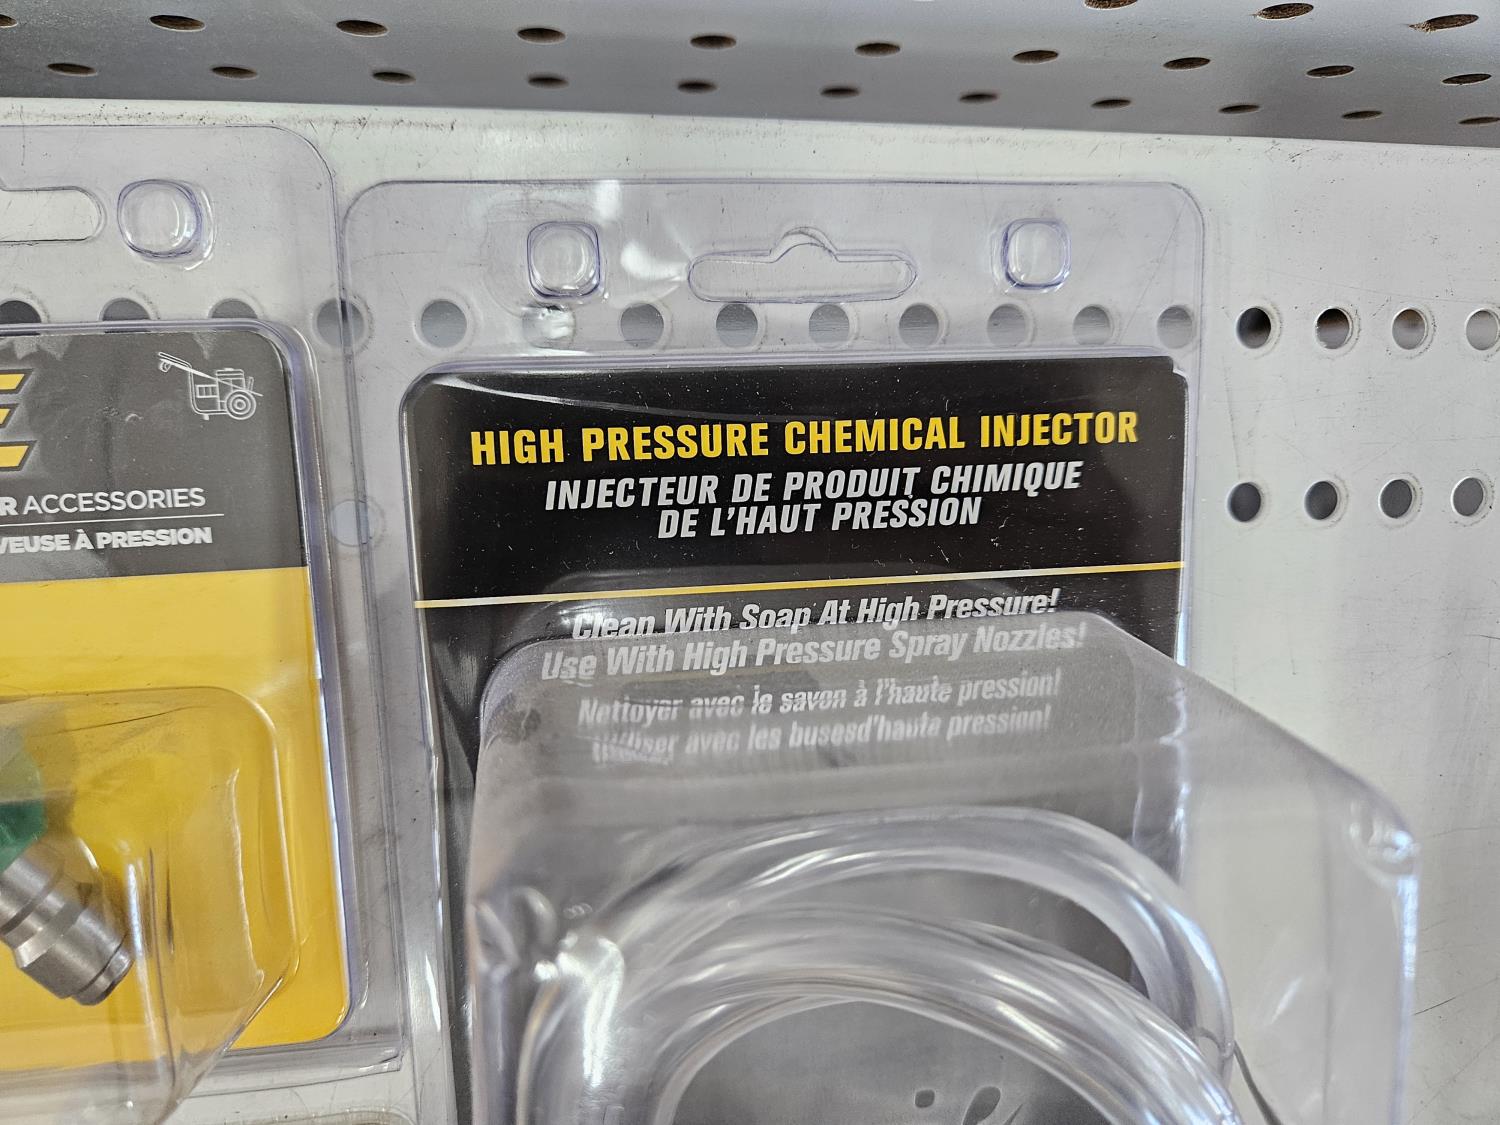 E
R ACCESSORIES
VEUSE À PRESSION
HIGH PRESSURE CHEMICAL INJECTOR
INJECTEUR DE PRODUIT CHIMIQUE
DE L'HAUT PRESSION
Clean With Soap At High Pressure!
Use With High Pressure Spray Nozzles!
Nettoyer avec le savon à l'haute pression!
Utiliser avec les busesd'haute pression!